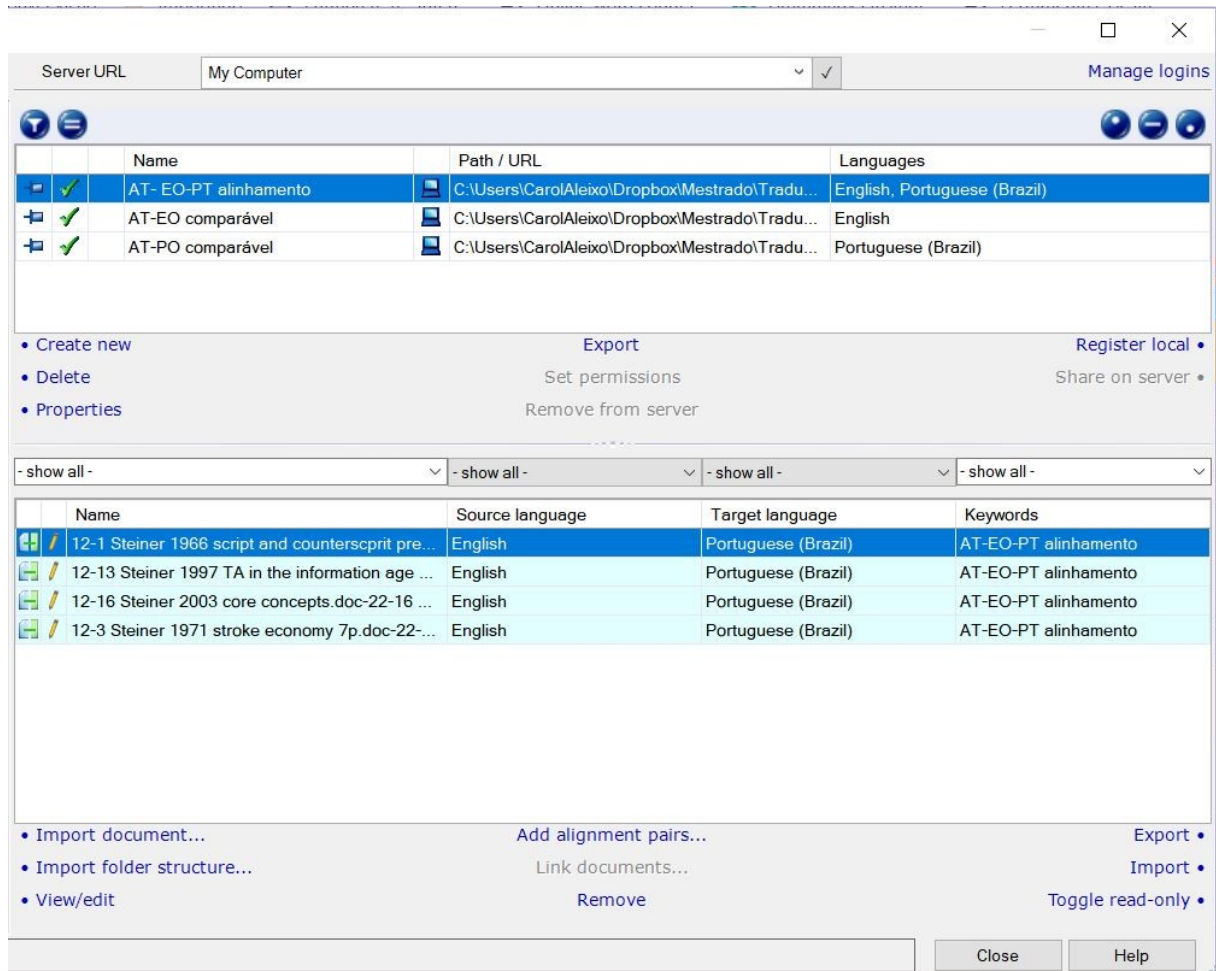 Server URL My Computer Manage logins
Name Path / URL Languages
AT- EO-PT alinhamento C:\Users\CarolAleixo\Dropbox\Mestrado\Tradu... English, Portuguese (Brazil)
AT-EO comparável C:\Users\CarolAleixo\Dropbox\Mestrado\Tradu... English
AT-PO comparável C:\Users\CarolAleixo\Dropbox\Mestrado\Tradu... Portuguese (Brazil)
• Create new Export Register local •
• Delete Set permissions Share on server •
• Properties Remove from server
- show all - - show all - - show all - - show all -
Name Source language Target language Keywords
12-1 Steiner 1966 script and counterscprit pre... English Portuguese (Brazil) AT-EO-PT alinhamento
12-13 Steiner 1997 TA in the information age ... English Portuguese (Brazil) AT-EO-PT alinhamento
12-16 Steiner 2003 core concepts.doc-22-16 ... English Portuguese (Brazil) AT-EO-PT alinhamento
12-3 Steiner 1971 stroke economy 7p.doc-22-... English Portuguese (Brazil) AT-EO-PT alinhamento
• Import document... Add alignment pairs... Export •
• Import folder structure... Link documents... Import •
• View/edit Remove Toggle read-only •
Close Help